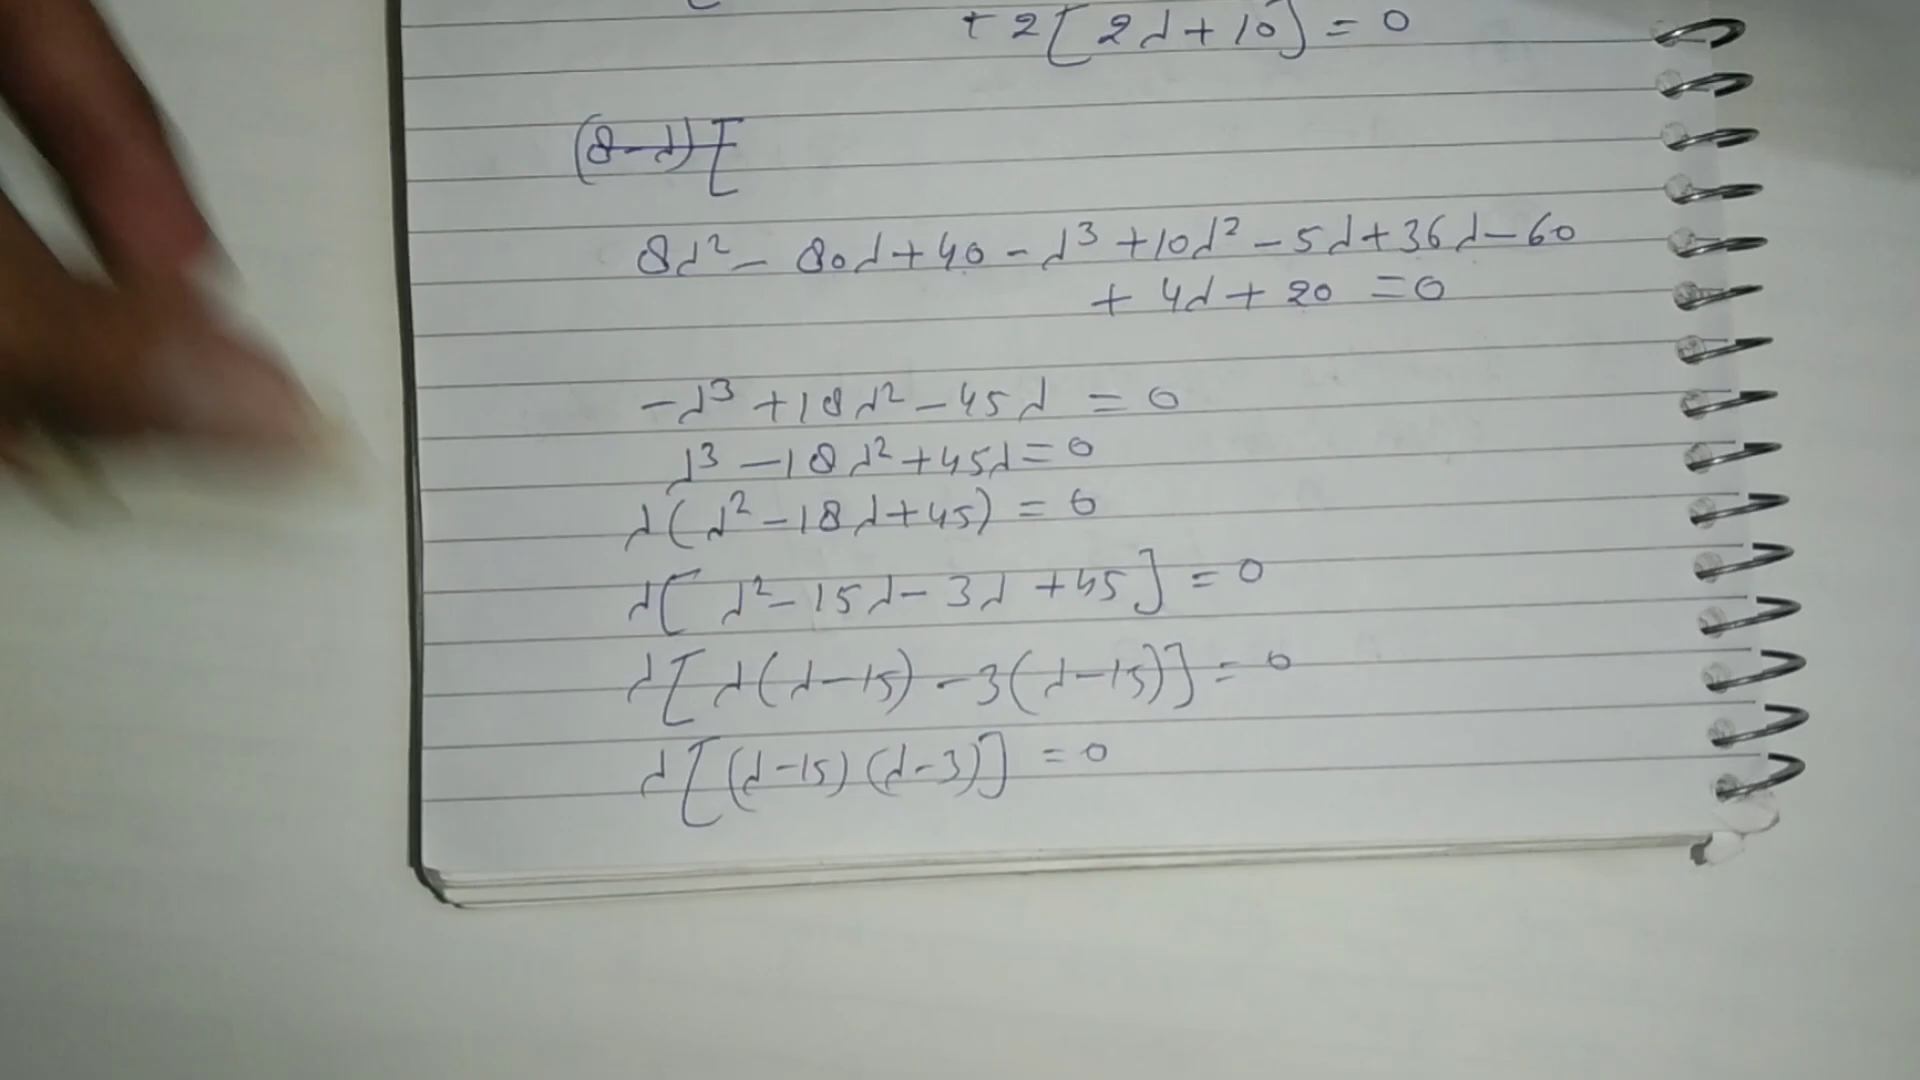 + 2[2λ+10] = 0
(8-λ)[
8λ² - 80λ + 40 - λ³ + 10λ² - 5λ + 36λ - 60
+ 4λ + 20 = 0
-λ³ + 18λ² - 45λ = 0
λ³ - 18λ² + 45λ = 0
λ(λ² - 18λ + 45) = 0
λ[λ² - 15λ - 3λ + 45] = 0
λ[λ(λ-15) - 3(λ-15)] = 0
λ[(λ-15)(λ-3)] = 0